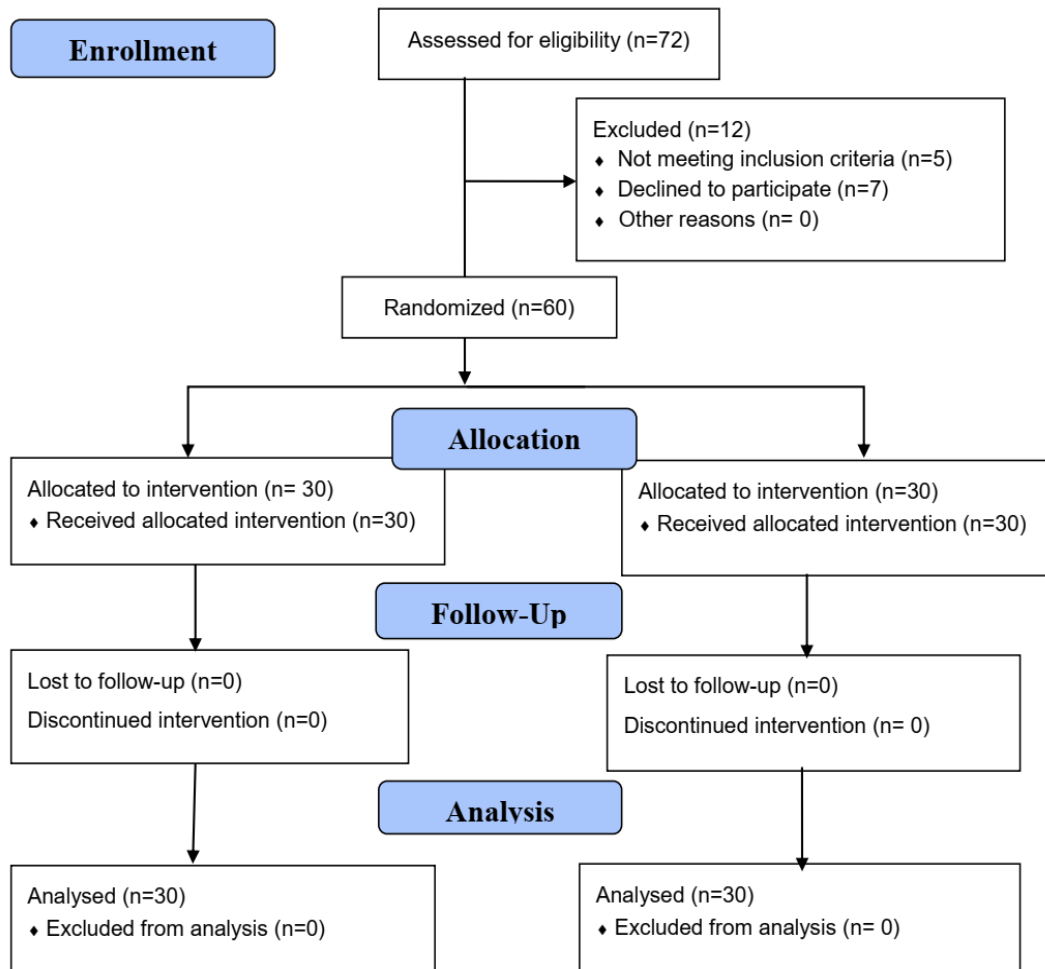 Enrollment
Assessed for eligibility (n=72)
Excluded (n=12)
♦ Not meeting inclusion criteria (n=5)
♦ Declined to participate (n=7)
♦ Other reasons (n= 0)
Randomized (n=60)
Allocation
Allocated to intervention (n= 30)
♦ Received allocated intervention (n=30)
Allocated to intervention (n=30)
♦ Received allocated intervention (n=30)
Follow-Up
Lost to follow-up (n=0)
Discontinued intervention (n=0)
Lost to follow-up (n=0)
Discontinued intervention (n= 0)
Analysis
Analysed (n=30)
♦ Excluded from analysis (n=0)
Analysed (n=30)
♦ Excluded from analysis (n= 0)